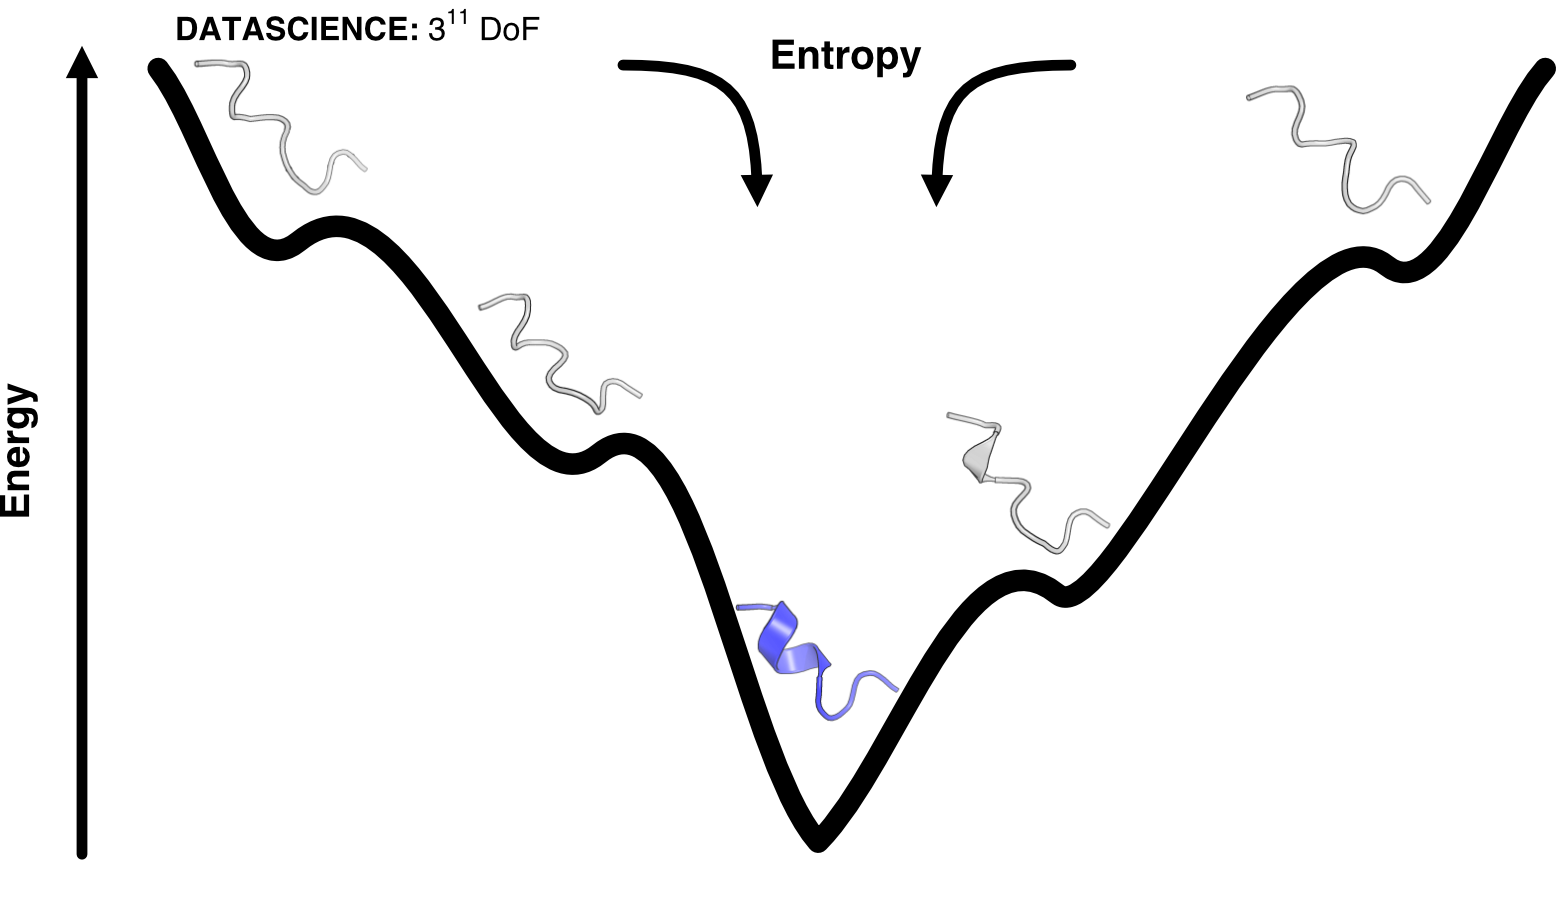 DATASCIENCE: 3¹¹ DoF
Entropy
Energy